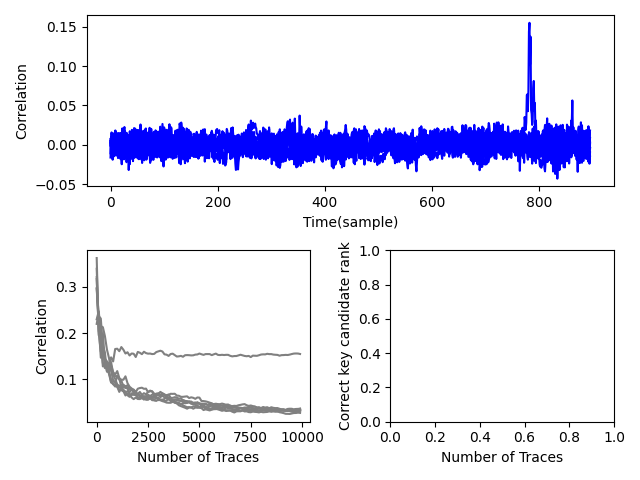 0.15
0.10
0.05
0.00
−0.05
Correlation
0 200 400 600 800
Time(sample)
0.3
0.2
0.1
Correlation
0 2500 5000 7500 10000
Number of Traces
1.0
0.8
0.6
0.4
0.2
0.0
Correct key candidate rank
0.0 0.2 0.4 0.6 0.8 1.0
Number of Traces